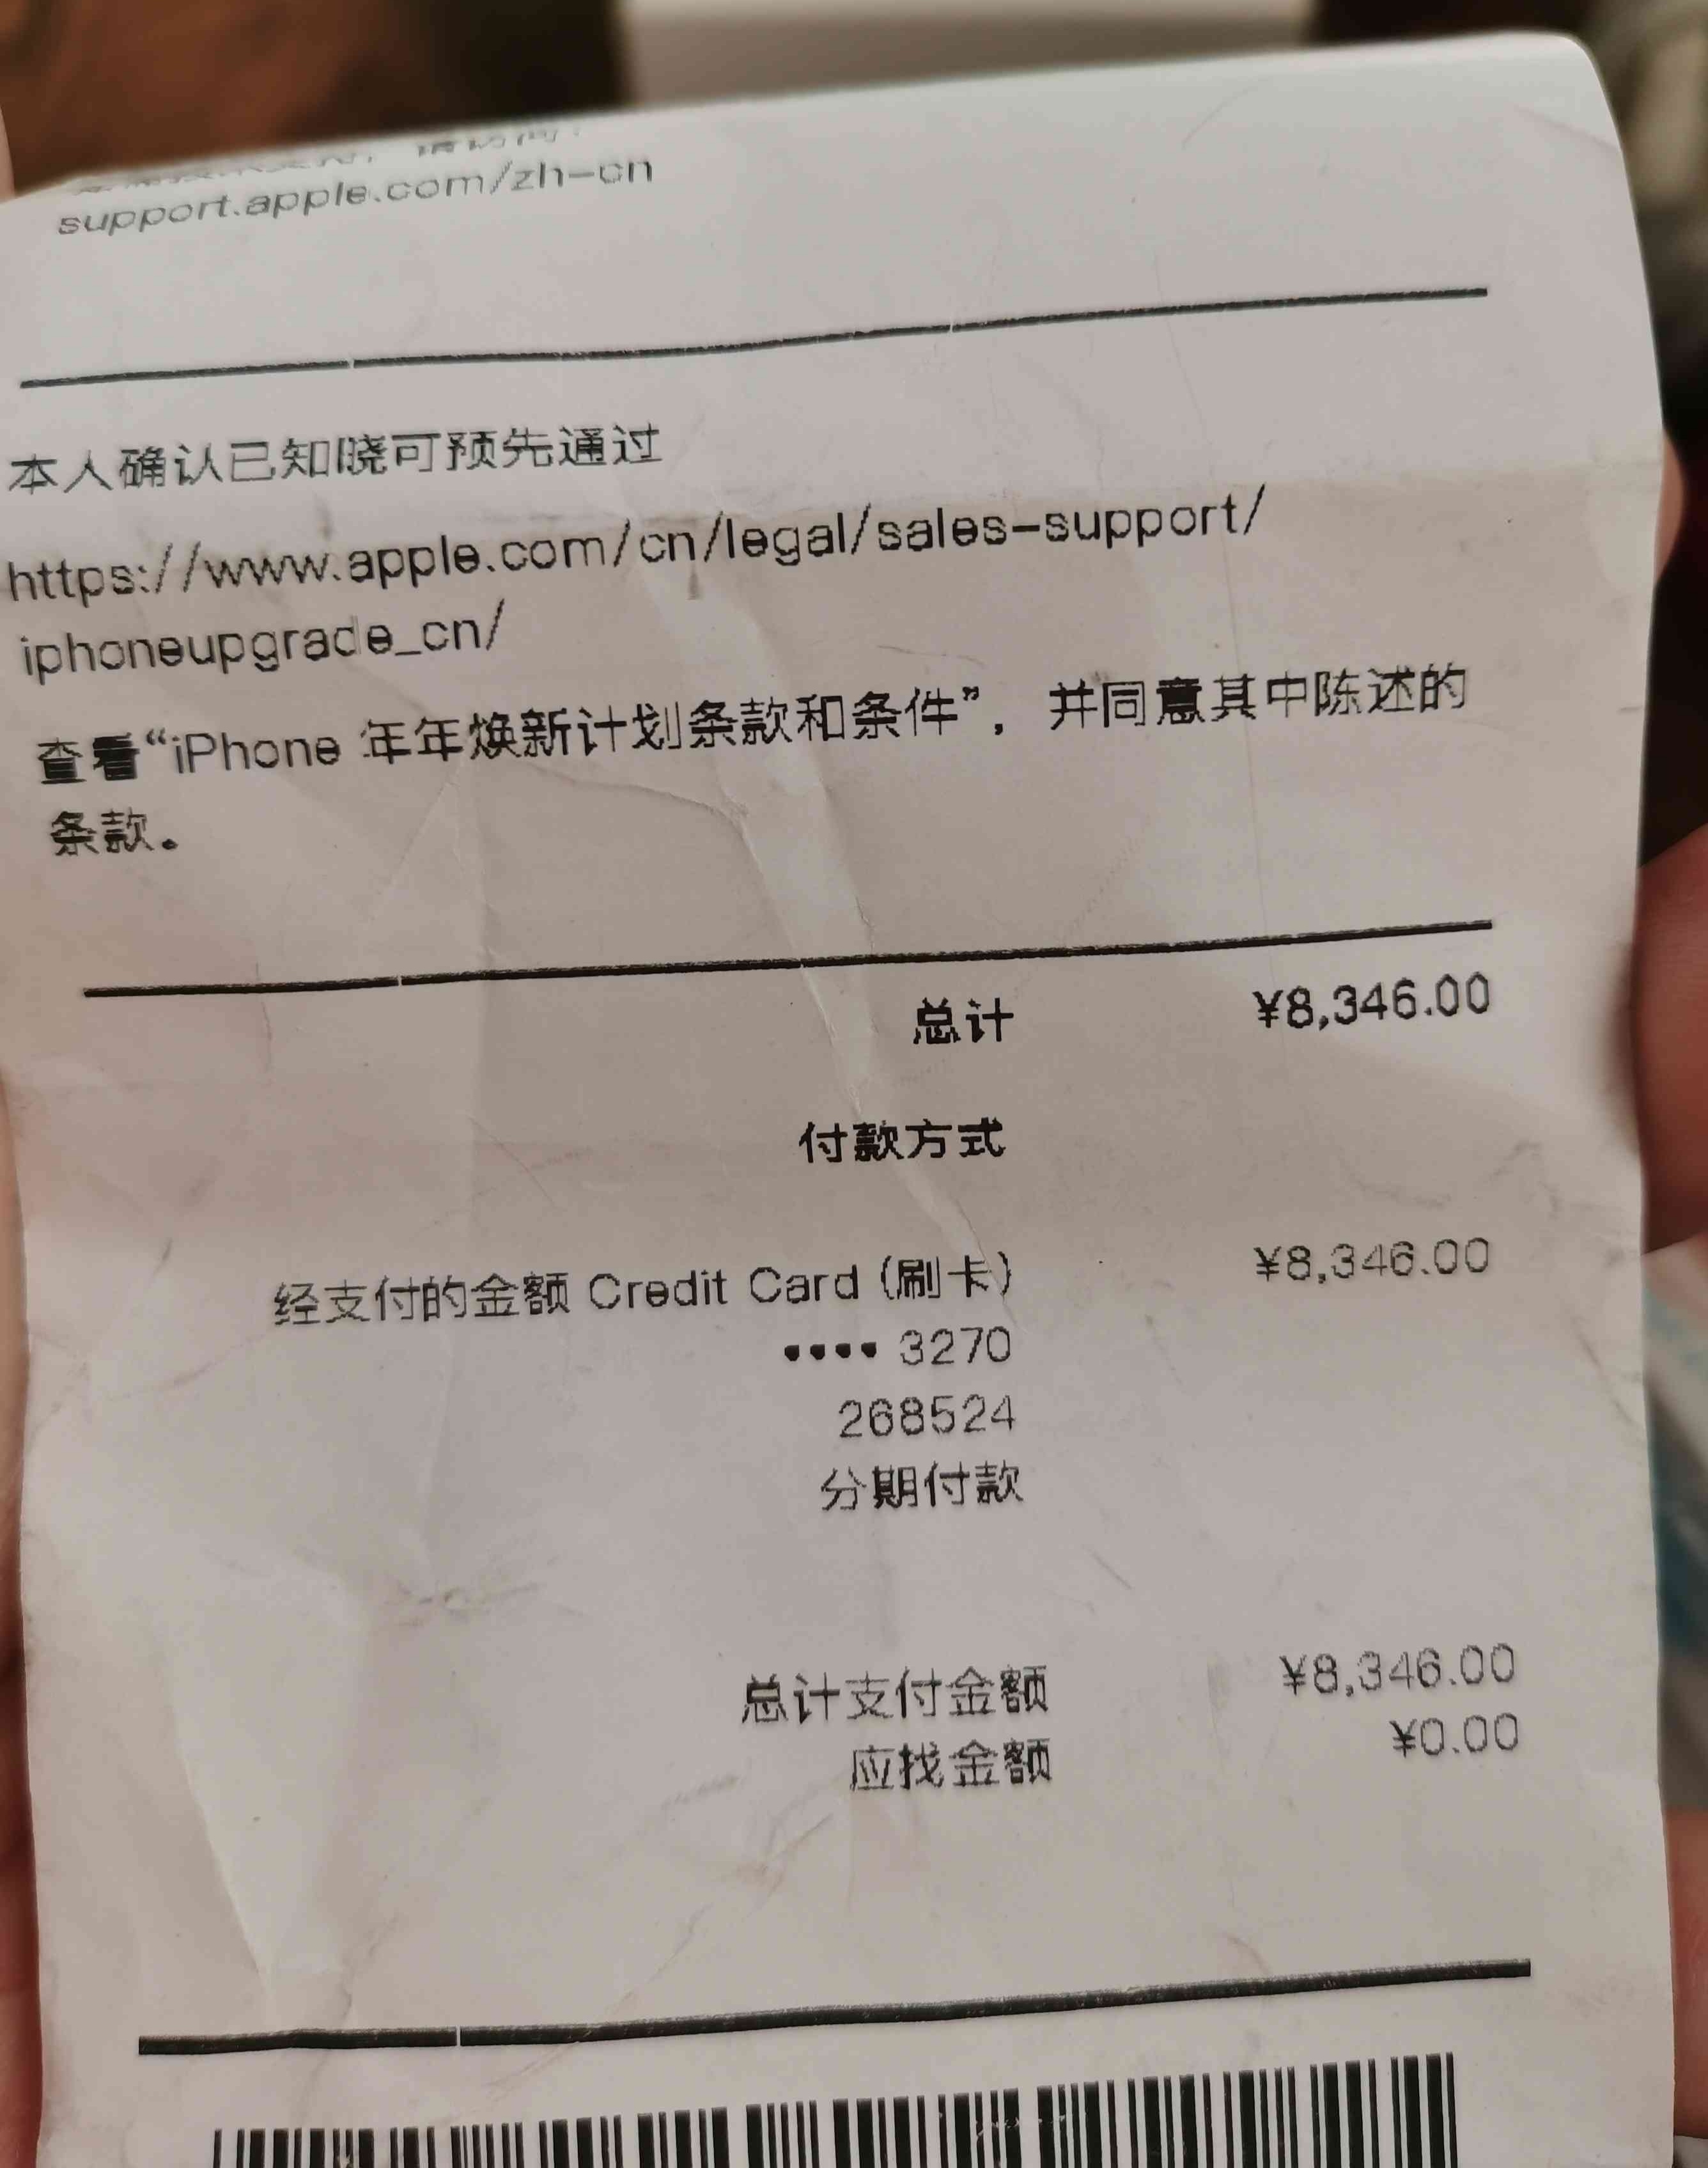 support.apple.com/zh-cn
本人确认已知晓可预先通过
https://www.apple.com/cn/legal/sales-support/
iphoneupgrade_cn/
查看“iPhone 年年焕新计划条款和条件”，并同意其中陈述的
条款。
总计 ¥8,346.00
付款方式
经支付的金额 Credit Card (刷卡) ¥8,346.00
•••• 3270
268524
分期付款
总计支付金额 ¥8,346.00
应找金额 ¥0.00